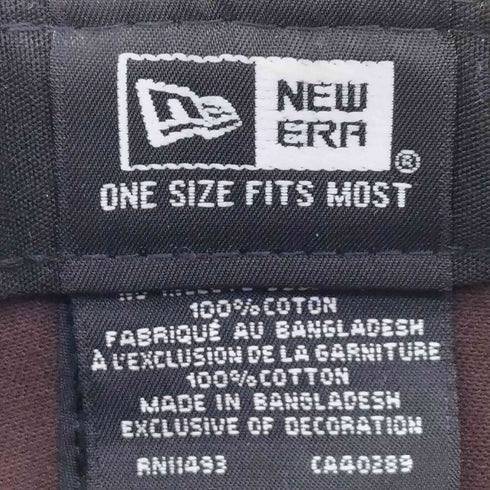 NEW
ERA
®
ONE SIZE FITS MOST
100% COTON
FABRIQUÉ AU BANGLADESH
À L'EXCLUSION DE LA GARNITURE
100% COTTON
MADE IN BANGLADESH
EXCLUSIVE OF DECORATION
RN11493 CA40289